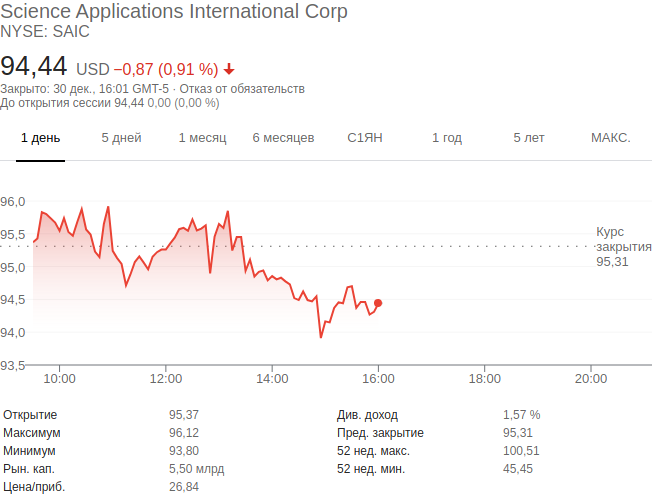 Science Applications International Corp
NYSE: SAIC
94,44 USD −0,87 (0,91 %)
Закрыто: 30 дек., 16:01 GMT-5 · Отказ от обязательств
До открытия сессии 94,44 0,00 (0,00 %)
1 день 5 дней 1 месяц 6 месяцев С1ЯН 1 год 5 лет МАКС.
96,0
95,5
Курс
закрытия
95,31
95,0
94,5
94,0
93,5
10:00 12:00 14:00 16:00 18:00 20:00
Открытие 95,37 Див. доход 1,57 %
Максимум 96,12 Пред. закрытие 95,31
Минимум 93,80 52 нед. макс. 100,51
Рын. кап. 5,50 млрд 52 нед. мин. 45,45
Цена/приб. 26,84